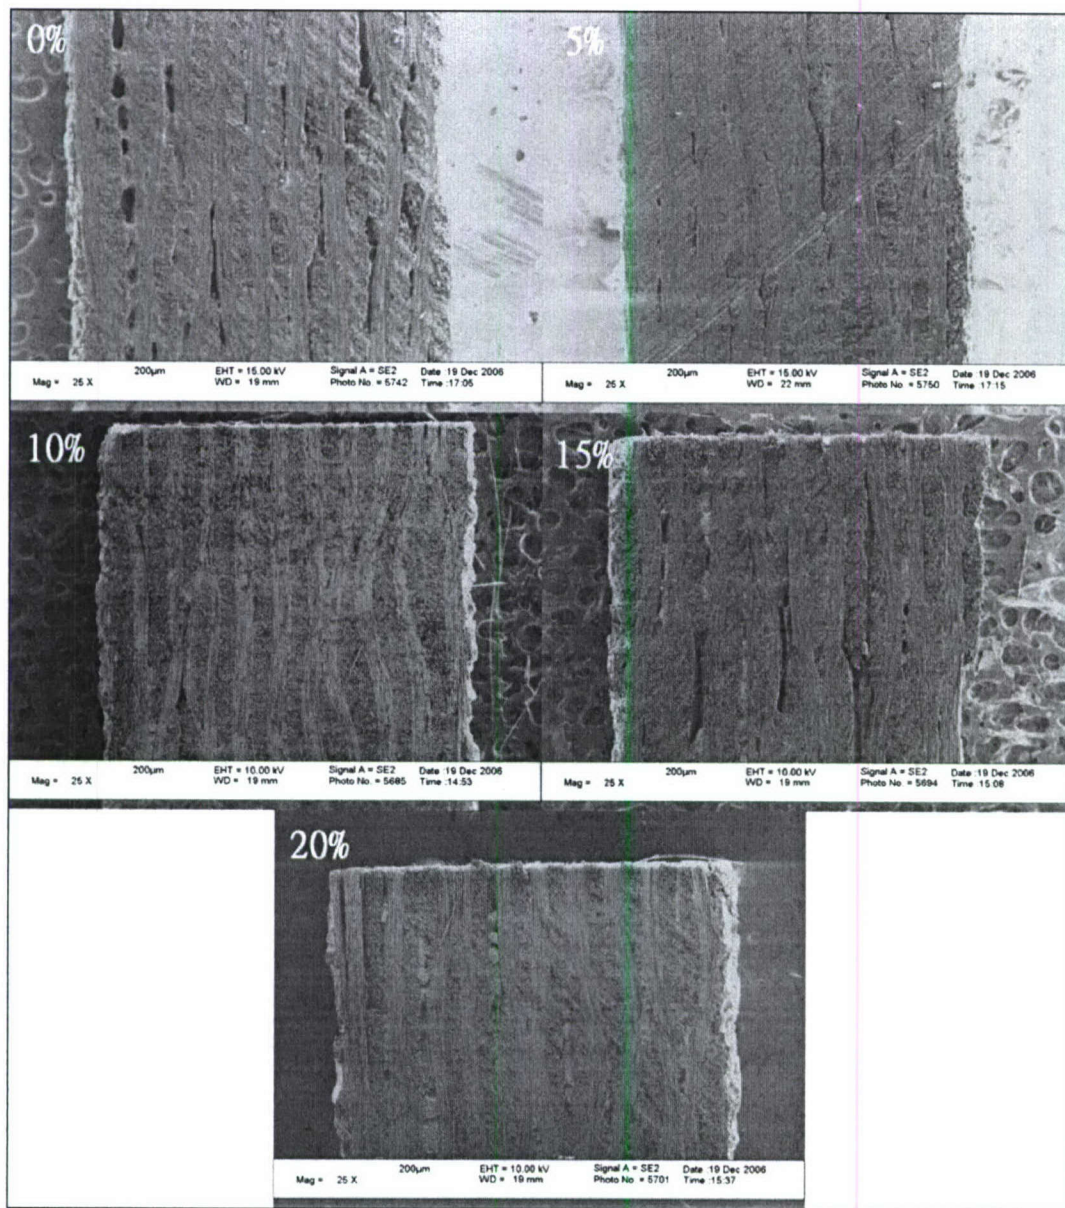 0%
5%
200µm EHT = 15.00 kV Signal A = SE2 Date :19 Dec 2006
Mag = 25 X WD = 19 mm Photo No. = 5742 Time :17:05
200µm EHT = 15.00 kV Signal A = SE2 Date :19 Dec 2006
Mag = 25 X WD = 22 mm Photo No. = 5750 Time :17:15
10%
15%
200µm EHT = 10.00 kV Signal A = SE2 Date :19 Dec 2006
Mag = 25 X WD = 19 mm Photo No. = 5685 Time :14:53
200µm EHT = 10.00 kV Signal A = SE2 Date :19 Dec 2006
Mag = 25 X WD = 19 mm Photo No. = 5694 Time :15:08
20%
200µm EHT = 10.00 kV Signal A = SE2 Date :19 Dec 2006
Mag = 25 X WD = 19 mm Photo No. = 5701 Time :15:37